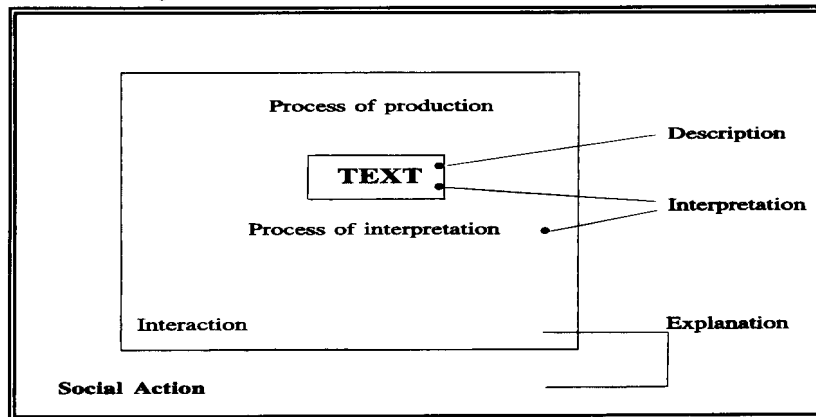 Process of production
Description
TEXT
Interpretation
Process of interpretation
Interaction
Explanation
Social Action